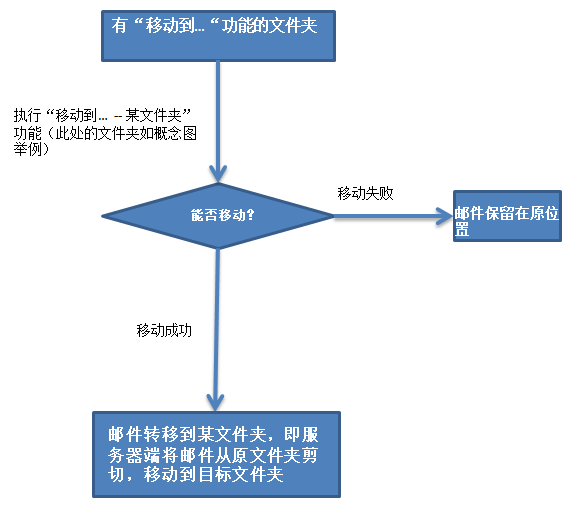 有“移动到...“功能的文件夹
执行“移动到... --某文件夹”
功能（此处的文件夹如概念图
举例）
能否移动？
移动失败
邮件保留在原位
置
移动成功
邮件转移到某文件夹，即服
务器端将邮件从原文件夹剪
切，移动到目标文件夹